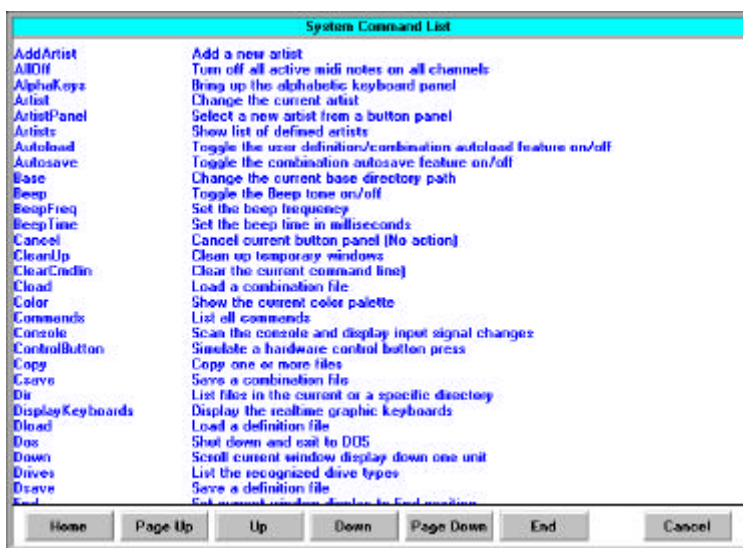 System Command List
AddArtist Add a new artist
AllOff Turn off all active midi notes on all channels
AlphaKeys Bring up the alphabetic keyboard panel
Artist Change the current artist
ArtistPanel Select a new artist from a button panel
Artists Show list of defined artists
Autoload Toggle the user definition/combination autoload feature on/off
Autosave Toggle the combination autosave feature on/off
Base Change the current base directory path
Beep Toggle the Beep tone on/off
BeepFreq Set the beep frequency
BeepTime Set the beep time in milliseconds
Cancel Cancel current button panel (No action)
CleanUp Clean up temporary windows
ClearCmdlin Clear the current command line)
Cload Load a combination file
Color Show the current color palette
Commands List all commands
Console Scan the console and display input signal changes
ControlButton Simulate a hardware control button press
Copy Copy one or more files
Csave Save a combination file
Dir List files in the current or a specific directory
DisplayKeyboards Display the realtime graphic keyboards
Dload Load a definition file
Dos Shut down and exit to DOS
Down Scroll current window display down one unit
Drives List the recognized drive types
Dsave Save a definition file
End Set current window display to End position
Home Page Up Up Down Page Down End Cancel